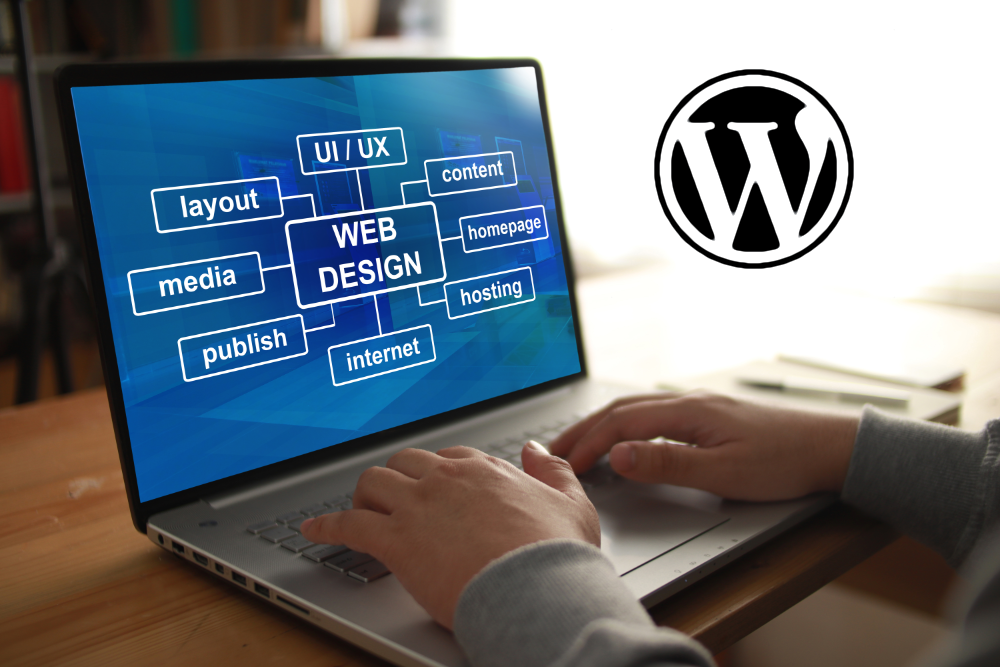 UI / UX
layout
content
WEB
DESIGN
homepage
media
hosting
publish
internet
W